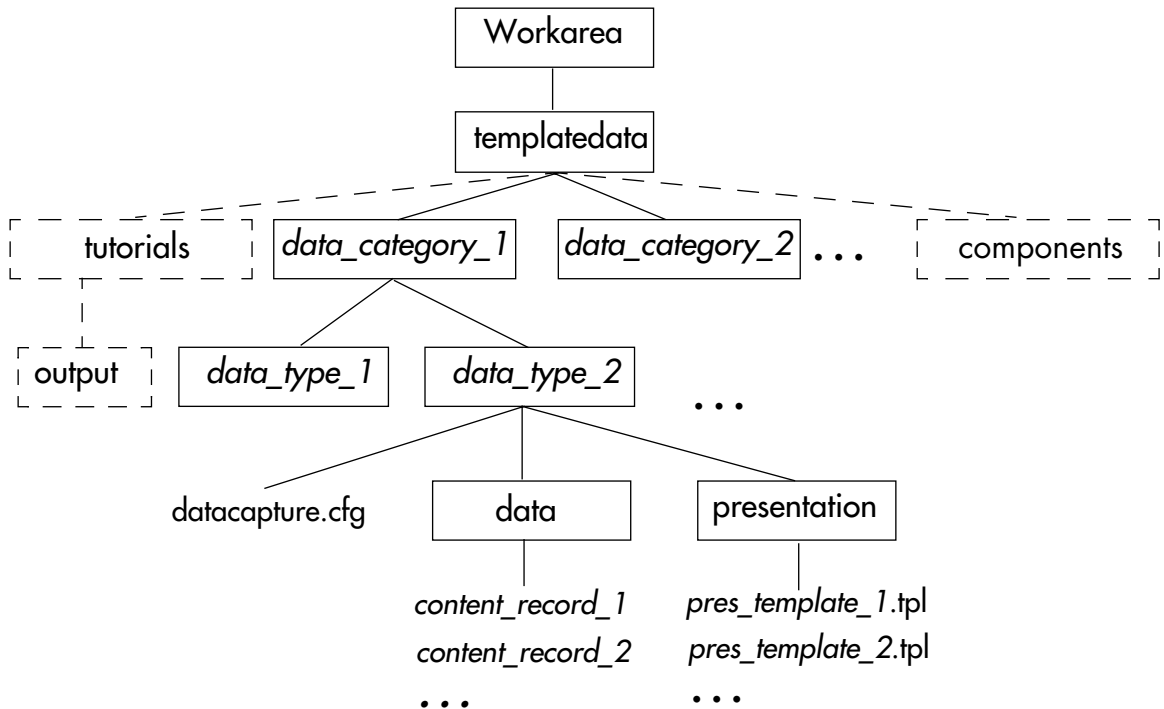 Workarea
templatedata
tutorials
data_category_1
data_category_2
...
components
output
data_type_1
data_type_2
...
datacapture.cfg
data
presentation
content_record_1
pres_template_1.tpl
content_record_2
pres_template_2.tpl
...
...